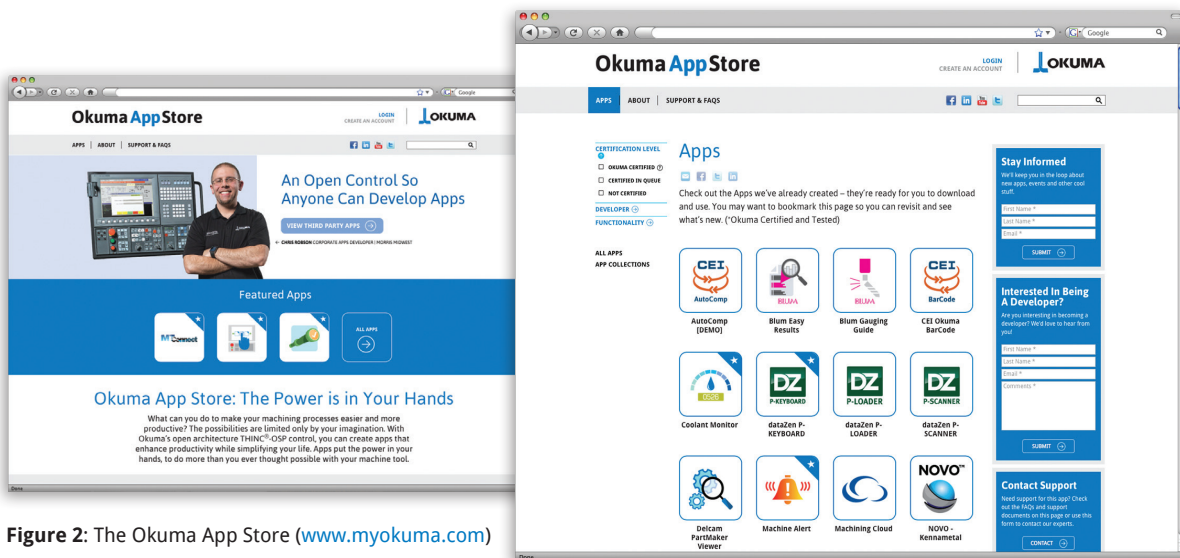 Okuma App Store
LOGIN
CREATE AN ACCOUNT
OKUMA
APPS | ABOUT | SUPPORT & FAQS
Google
An Open Control So
Anyone Can Develop Apps
VIEW THIRD PARTY APPS
← CHRIS ROBSON CORPORATE APPS DEVELOPER | MORRIS MIDWEST
Featured Apps
MTConnect
ALL APPS
Okuma App Store: The Power is in Your Hands
What can you do to make your machining processes easier and more
productive? The possibilities are limited only by your imagination. With
Okuma's open architecture THINC®-OSP control, you can create apps that
enhance productivity while simplifying your life. Apps put the power in your
hands, to do more than you ever thought possible with your machine tool.
Done
Figure 2: The Okuma App Store (www.myokuma.com)
Google
Okuma App Store
LOGIN
CREATE AN ACCOUNT
OKUMA
APPS ABOUT | SUPPORT & FAQS
CERTIFICATION LEVEL
OKUMA CERTIFIED
CERTIFIED IN QUEUE
NOT CERTIFIED
DEVELOPER
FUNCTIONALITY
ALL APPS
APP COLLECTIONS
Apps
Check out the Apps we've already created – they're ready for you to download
and use. You may want to bookmark this page so you can revisit and see
what's new. (*Okuma Certified and Tested)
CEI
AutoComp
AutoComp
[DEMO]
BLUM
Blum Easy
Results
BLUM
Blum Gauging
Guide
CEI
BarCode
CEI Okuma
BarCode
0526
Coolant Monitor
DZ
P-KEYBOARD
dataZen P-
KEYBOARD
DZ
P-LOADER
dataZen P-
LOADER
DZ
P-SCANNER
dataZen P-
SCANNER
Delcam
PartMaker
Viewer
Machine Alert
Machining Cloud
NOVO™
NOVO -
Kennametal
Stay Informed
We'll keep you in the loop about
new apps, events and other cool
stuff.
First Name *
Last Name *
Email *
SUBMIT
Interested In Being
A Developer?
Are you interesting in becoming a
developer? We'd love to hear from
you!
First Name *
Last Name *
Email *
Comments *
SUBMIT
Contact Support
Need support for this app? Check
out the FAQs and support
documents on this page or use this
form to contact our experts.
CONTACT
Done